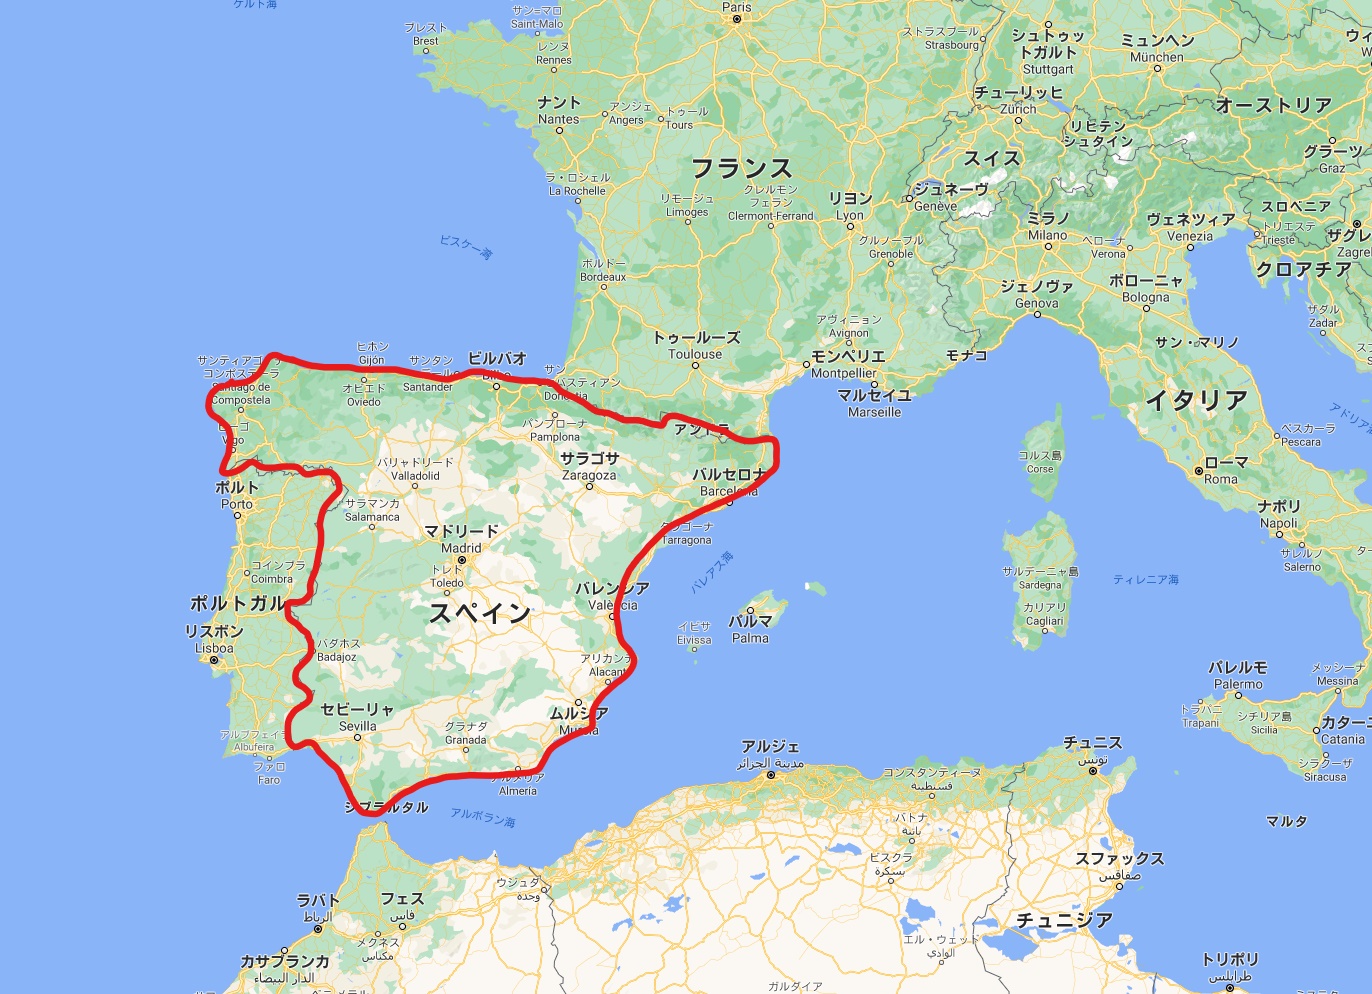 ケルト海
Paris
サン=マロ
Saint-Malo
ブレスト
Brest
レンヌ
Rennes
ストラスブール
Strasbourg
シュトゥッ
トガルト
Stuttgart
ミュンヘン
München
ナント
Nantes
アンジェ
Angers
トゥール
Tours
チューリッヒ
Zürich
リヒテン
シュタイン
オーストリア
グラーツ
Graz
フランス
スイス
ラ・ロシェル
La Rochelle
リモージュ
Limoges
クレルモン
フェラン
Clermont-Ferrand
リヨン
Lyon
ジュネーヴ
Genève
ミラノ
Milano
ヴェネツィア
Venezia
スロベニア
トリエステ
Trieste
ビスケー湾
グルノーブル
Grenoble
ベローナ
Verona
クロアチア
ボルドー
Bordeaux
ジェノヴァ
Genova
ボローニャ
Bologna
ザダル
Zadar
アヴィニョン
Avignon
トゥールーズ
Toulouse
モンペリエ
Montpellier
モナコ
サン・マリノ
マルセイユ
Marseille
イタリア
ヒホン
Gijón
オビエド
Oviedo
サンタン
Santander
ビルバオ
サンティアゴ
コンポステーラ
Santiago de
Compostela
Vigo
パンプローナ
Pamplona
アンドラ
ペスカーラ
Pescara
コルス島
Corse
ローマ
Roma
バリャドリード
Valladolid
サラゴサ
Zaragoza
バルセロナ
Barcelona
ポルト
Porto
サラマンカ
Salamanca
タラゴーナ
Tarragona
ナポリ
Napoli
サレルノ
Salerno
マドリード
Madrid
トレド
Toledo
コインブラ
Coimbra
バレアス海
サルデーニャ島
Sardegna
ティレニア海
カリアリ
Cagliari
ポルトガル
スペイン
バレンシア
València
イビサ
Eivissa
パルマ
Palma
リスボン
Lisboa
バダホス
Badajoz
アリカンテ
Alacant
パレルモ
Palermo
メッシーナ
Messina
トラパニ
Trapani
シチリア島
Sicilia
カターニ
Catania
シラクーザ
Siracusa
セビーリャ
Sevilla
グラナダ
Granada
ムルシア
Murcia
アルブフェイラ
Albufeira
ファロ
Faro
アルメリア
Almería
ジブラルタル
アルボラン海
アルジェ
مدينة الجزائر
チュニス
تونس
コンスタンティーヌ
قسنطينة
バトナ
باتنة
マルタ
ビスクラ
بسكرة
スファックス
صفاقس
ウジュダ
وجدة
ラバト
الرباط
フェス
فاس
メクネス
مكناس
チュニジア
エル・ウェッド
الوادي
カサブランカ
الدار البيضاء
ガルダイア
トリポリ
طرابلس